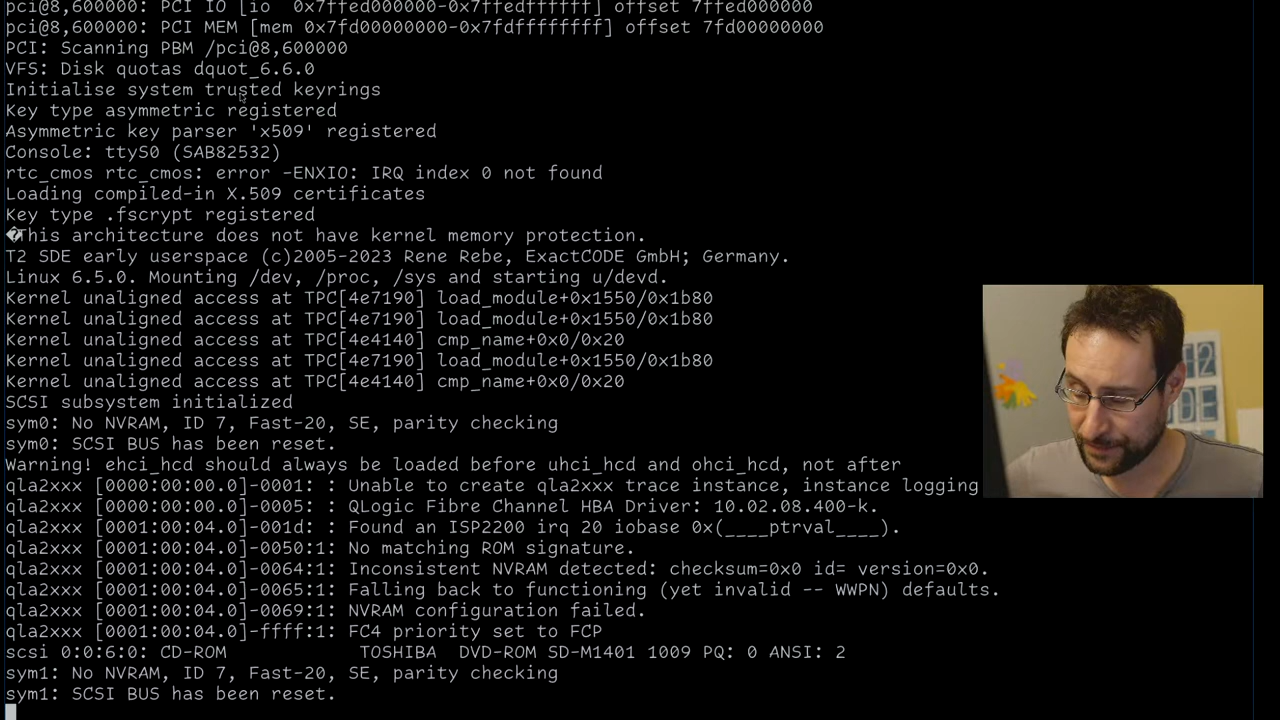 pci@8,600000: PCI IO [io  0x7ffed000000-0x7ffedffffff] offset 7ffed000000
pci@8,600000: PCI MEM [mem 0x7fd00000000-0x7fdffffffff] offset 7fd00000000
PCI: Scanning PBM /pci@8,600000
VFS: Disk quotas dquot_6.6.0
Initialise system trusted keyrings
Key type asymmetric registered
Asymmetric key parser 'x509' registered
Console: ttyS0 (SAB82532)
rtc_cmos rtc_cmos: error -ENXIO: IRQ index 0 not found
Loading compiled-in X.509 certificates
Key type .fscrypt registered
�This architecture does not have kernel memory protection.
T2 SDE early userspace (c)2005-2023 Rene Rebe, ExactCODE GmbH; Germany.
Linux 6.5.0. Mounting /dev, /proc, /sys and starting u/devd.
Kernel unaligned access at TPC[4e7190] load_module+0x1550/0x1b80
Kernel unaligned access at TPC[4e7190] load_module+0x1550/0x1b80
Kernel unaligned access at TPC[4e4140] cmp_name+0x0/0x20
Kernel unaligned access at TPC[4e7190] load_module+0x1550/0x1b80
Kernel unaligned access at TPC[4e4140] cmp_name+0x0/0x20
SCSI subsystem initialized
sym0: No NVRAM, ID 7, Fast-20, SE, parity checking
sym0: SCSI BUS has been reset.
Warning! ehci_hcd should always be loaded before uhci_hcd and ohci_hcd, not after
qla2xxx [0000:00:00.0]-0001: : Unable to create qla2xxx trace instance, instance logging
qla2xxx [0000:00:00.0]-0005: : QLogic Fibre Channel HBA Driver: 10.02.08.400-k.
qla2xxx [0001:00:04.0]-001d: : Found an ISP2200 irq 20 iobase 0x(____ptrval____).
qla2xxx [0001:00:04.0]-0050:1: No matching ROM signature.
qla2xxx [0001:00:04.0]-0064:1: Inconsistent NVRAM detected: checksum=0x0 id= version=0x0.
qla2xxx [0001:00:04.0]-0065:1: Falling back to functioning (yet invalid -- WWPN) defaults.
qla2xxx [0001:00:04.0]-0069:1: NVRAM configuration failed.
qla2xxx [0001:00:04.0]-ffff:1: FC4 priority set to FCP
scsi 0:0:6:0: CD-ROM            TOSHIBA  DVD-ROM SD-M1401 1009 PQ: 0 ANSI: 2
sym1: No NVRAM, ID 7, Fast-20, SE, parity checking
sym1: SCSI BUS has been reset.